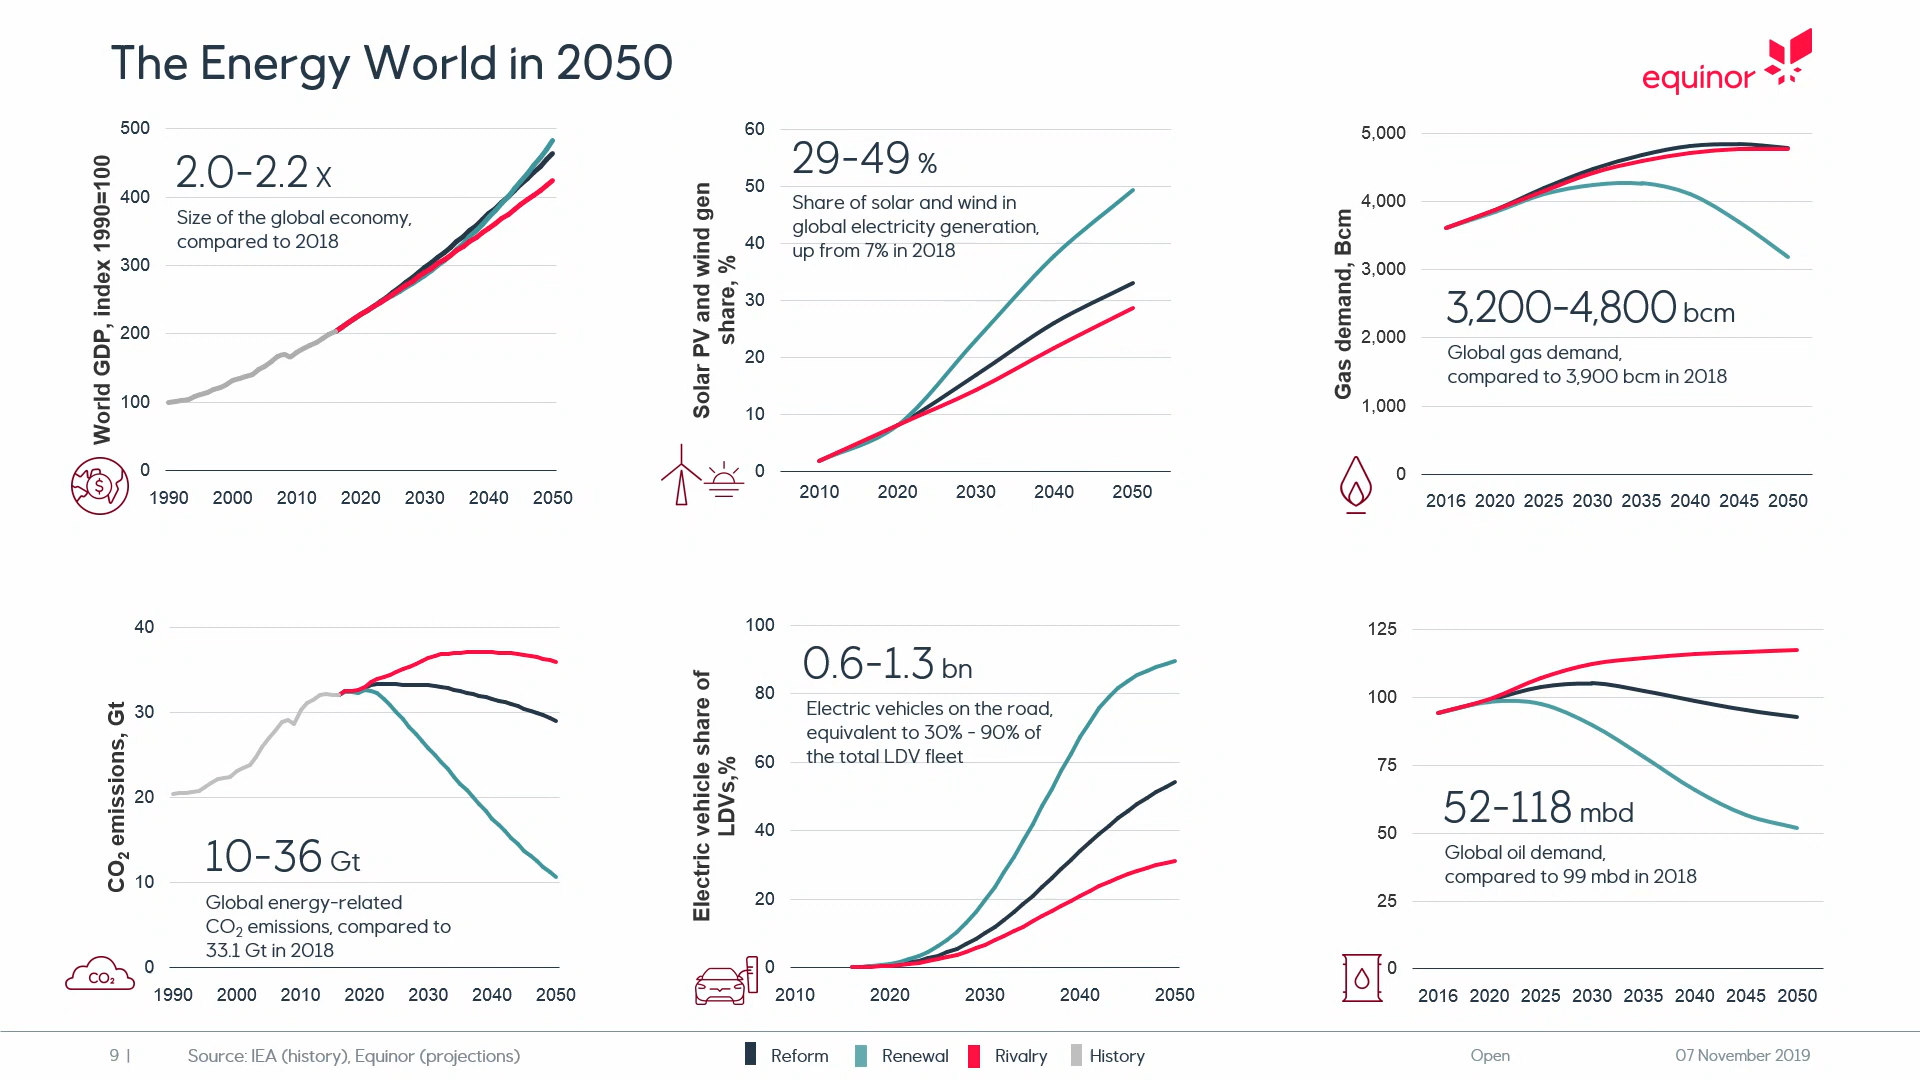 The Energy World in 2050
equinor
World GDP, index 1990=100
500
400
300
200
100
0
2.0-2.2 x
Size of the global economy,
compared to 2018
$
1990 2000 2010 2020 2030 2040 2050
Solar PV and wind gen
share, %
60
50
40
30
20
10
0
29-49 %
Share of solar and wind in
global electricity generation,
up from 7% in 2018
2010 2020 2030 2040 2050
Gas demand, Bcm
5,000
4,000
3,000
2,000
1,000
0
3,200-4,800 bcm
Global gas demand,
compared to 3,900 bcm in 2018
2016 2020 2025 2030 2035 2040 2045 2050
CO₂ emissions, Gt
40
30
20
10
0
10-36 Gt
Global energy-related
CO₂ emissions, compared to
33.1 Gt in 2018
CO₂
1990 2000 2010 2020 2030 2040 2050
Electric vehicle share of
LDVs,%
100
80
60
40
20
0
0.6-1.3 bn
Electric vehicles on the road,
equivalent to 30% - 90% of
the total LDV fleet
2010 2020 2030 2040 2050
125
100
75
50
25
0
52-118 mbd
Global oil demand,
compared to 99 mbd in 2018
2016 2020 2025 2030 2035 2040 2045 2050
9 |
Source: IEA (history), Equinor (projections)
Reform Renewal Rivalry History
Open
07 November 2019